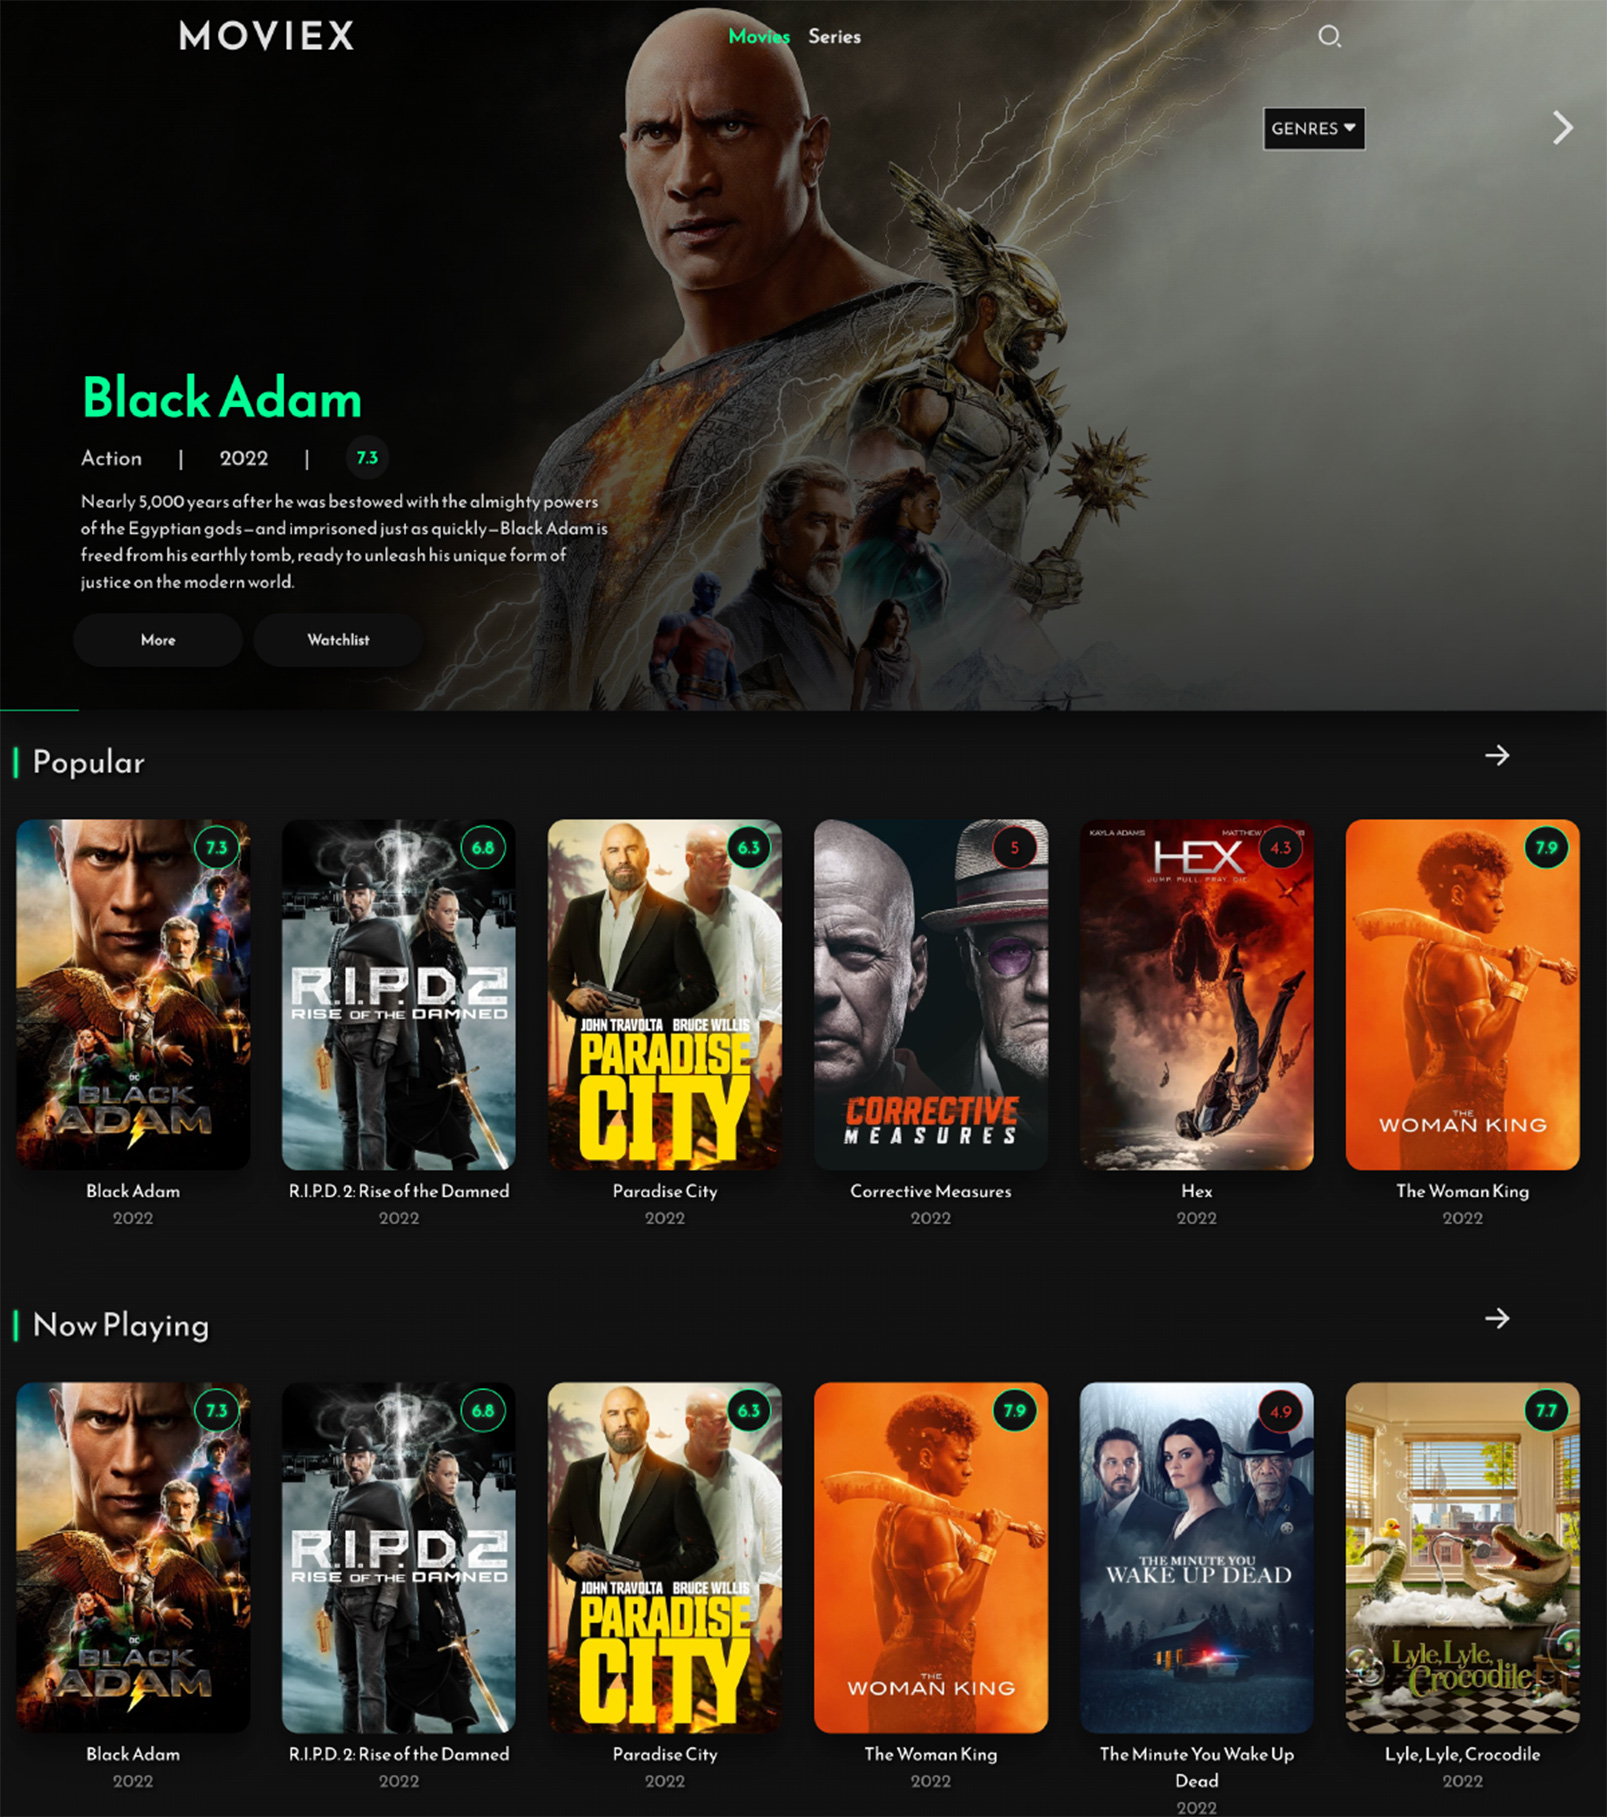 MOVIEX
Movies Series
GENRES
Black Adam
Action | 2022 | 7.3
Nearly 5,000 years after he was bestowed with the almighty powers
of the Egyptian gods—and imprisoned just as quickly—Black Adam is
freed from his earthly tomb, ready to unleash his unique form of
justice on the modern world.
More Watchlist
Popular
7.3
DC
BLACK
ADAM
Black Adam
2022
6.8
R.I.P.D.2
RISE OF THE DAMNED
R.I.P.D. 2: Rise of the Damned
2022
6.3
JOHN TRAVOLTA BRUCE WILLIS
PARADISE
CITY
Paradise City
2022
5
CORRECTIVE
MEASURES
Corrective Measures
2022
KAYLA ADAMS MATTHEW
4.3
HEX
JUMP. PULL. PRAY. DIE.
Hex
2022
7.9
THE
WOMAN KING
The Woman King
2022
Now Playing
7.3
DC
BLACK
ADAM
Black Adam
2022
6.8
R.I.P.D.2
RISE OF THE DAMNED
R.I.P.D. 2: Rise of the Damned
2022
6.3
JOHN TRAVOLTA BRUCE WILLIS
PARADISE
CITY
Paradise City
2022
7.9
THE
WOMAN KING
The Woman King
2022
4.9
THE MINUTE YOU
WAKE UP DEAD
The Minute You Wake Up
Dead
2022
7.7
Lyle, Lyle,
Crocodile
Lyle, Lyle, Crocodile
2022